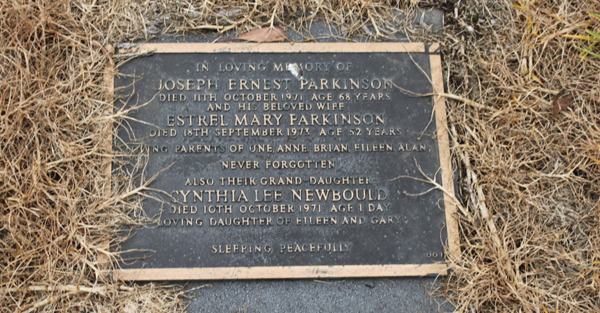 IN LOVING MEMORY OF
JOSEPH ERNEST PARKINSON
DIED 11TH OCTOBER 1971 AGE 68 YEARS
AND HIS BELOVED WIFE
ESTREL MARY PARKINSON
DIED 18TH SEPTEMBER 1973 AGE 52 YEARS
PARENTS OF UNE, ANNE, BRIAN, EILEEN, ALAN,
NEVER FORGOTTEN
ALSO THEIR GRAND DAUGHTER
CYNTHIA LEE NEWBOULD
DIED 10TH OCTOBER 1971 AGE 1 DAY
LOVING DAUGHTER OF EILEEN AND GARY
SLEEPING PEACEFULLY